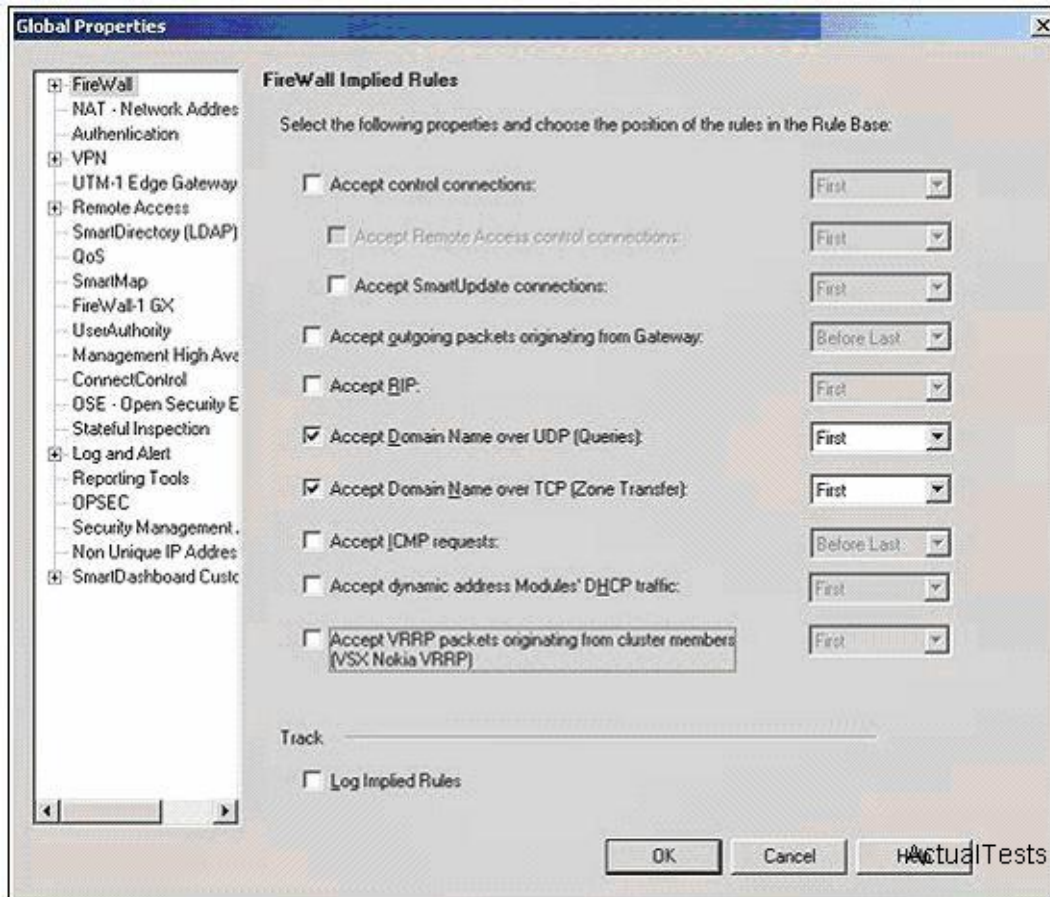 Global Properties
FireWall
NAT - Network Addres
Authentication
VPN
UTM-1 Edge Gateway
Remote Access
SmartDirectory (LDAP)
QoS
SmartMap
FireWall-1 GX
UserAuthority
Management High Ava
ConnectControl
OSE - Open Security E
Stateful Inspection
Log and Alert
Reporting Tools
OPSEC
Security Management .
Non Unique IP Addres
SmartDashboard Custo
FireWall Implied Rules
Select the following properties and choose the position of the rules in the Rule Base:
Accept control connections: First
Accept Remote Access control connections: First
Accept SmartUpdate connections: First
Accept outgoing packets originating from Gateway: Before Last
Accept RIP: First
Accept Domain Name over UDP (Queries): First
Accept Domain Name over TCP (Zone Transfer): First
Accept ICMP requests: Before Last
Accept dynamic address Modules' DHCP traffic: First
Accept VRRP packets originating from cluster members First
(VSX Nokia VRRP)
Track
Log Implied Rules
OK Cancel
ActualTests